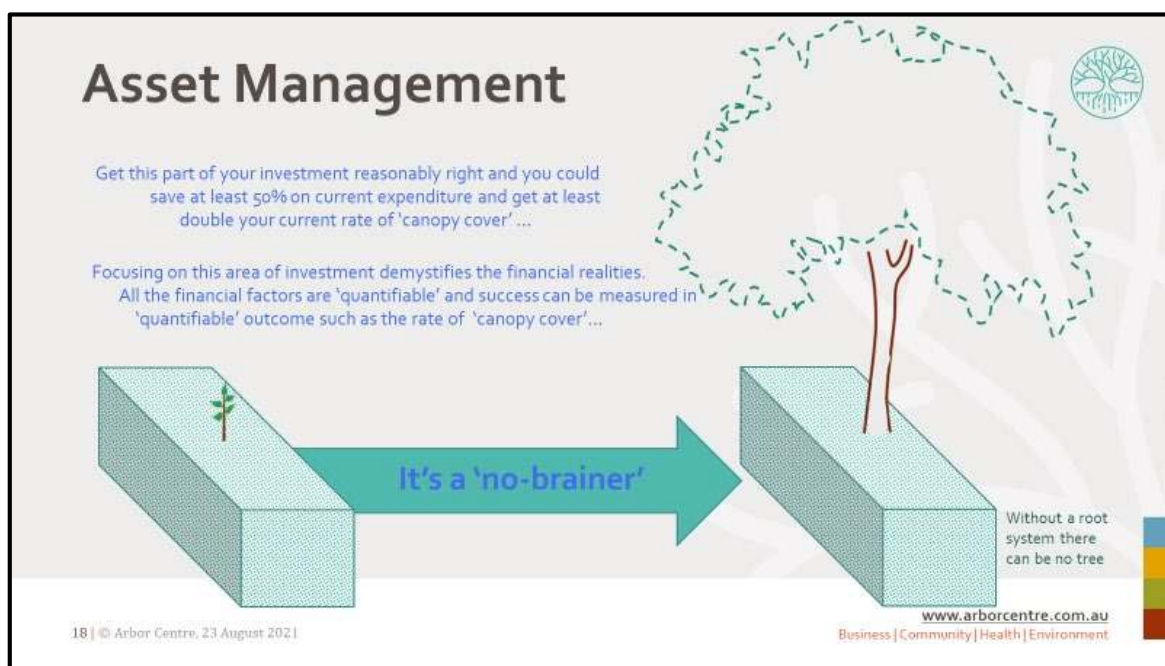 Asset Management
Get this part of your investment reasonably right and you could
save at least 50% on current expenditure and get at least
double your current rate of ‘canopy cover’ ...
Focusing on this area of investment demystifies the financial realities.
All the financial factors are ‘quantifiable’ and success can be measured in
‘quantifiable’ outcome such as the rate of ‘canopy cover’...
It’s a ‘no-brainer’
Without a root
system there
can be no tree
18 | © Arbor Centre, 23 August 2021
www.arborcentre.com.au
Business | Community | Health | Environment